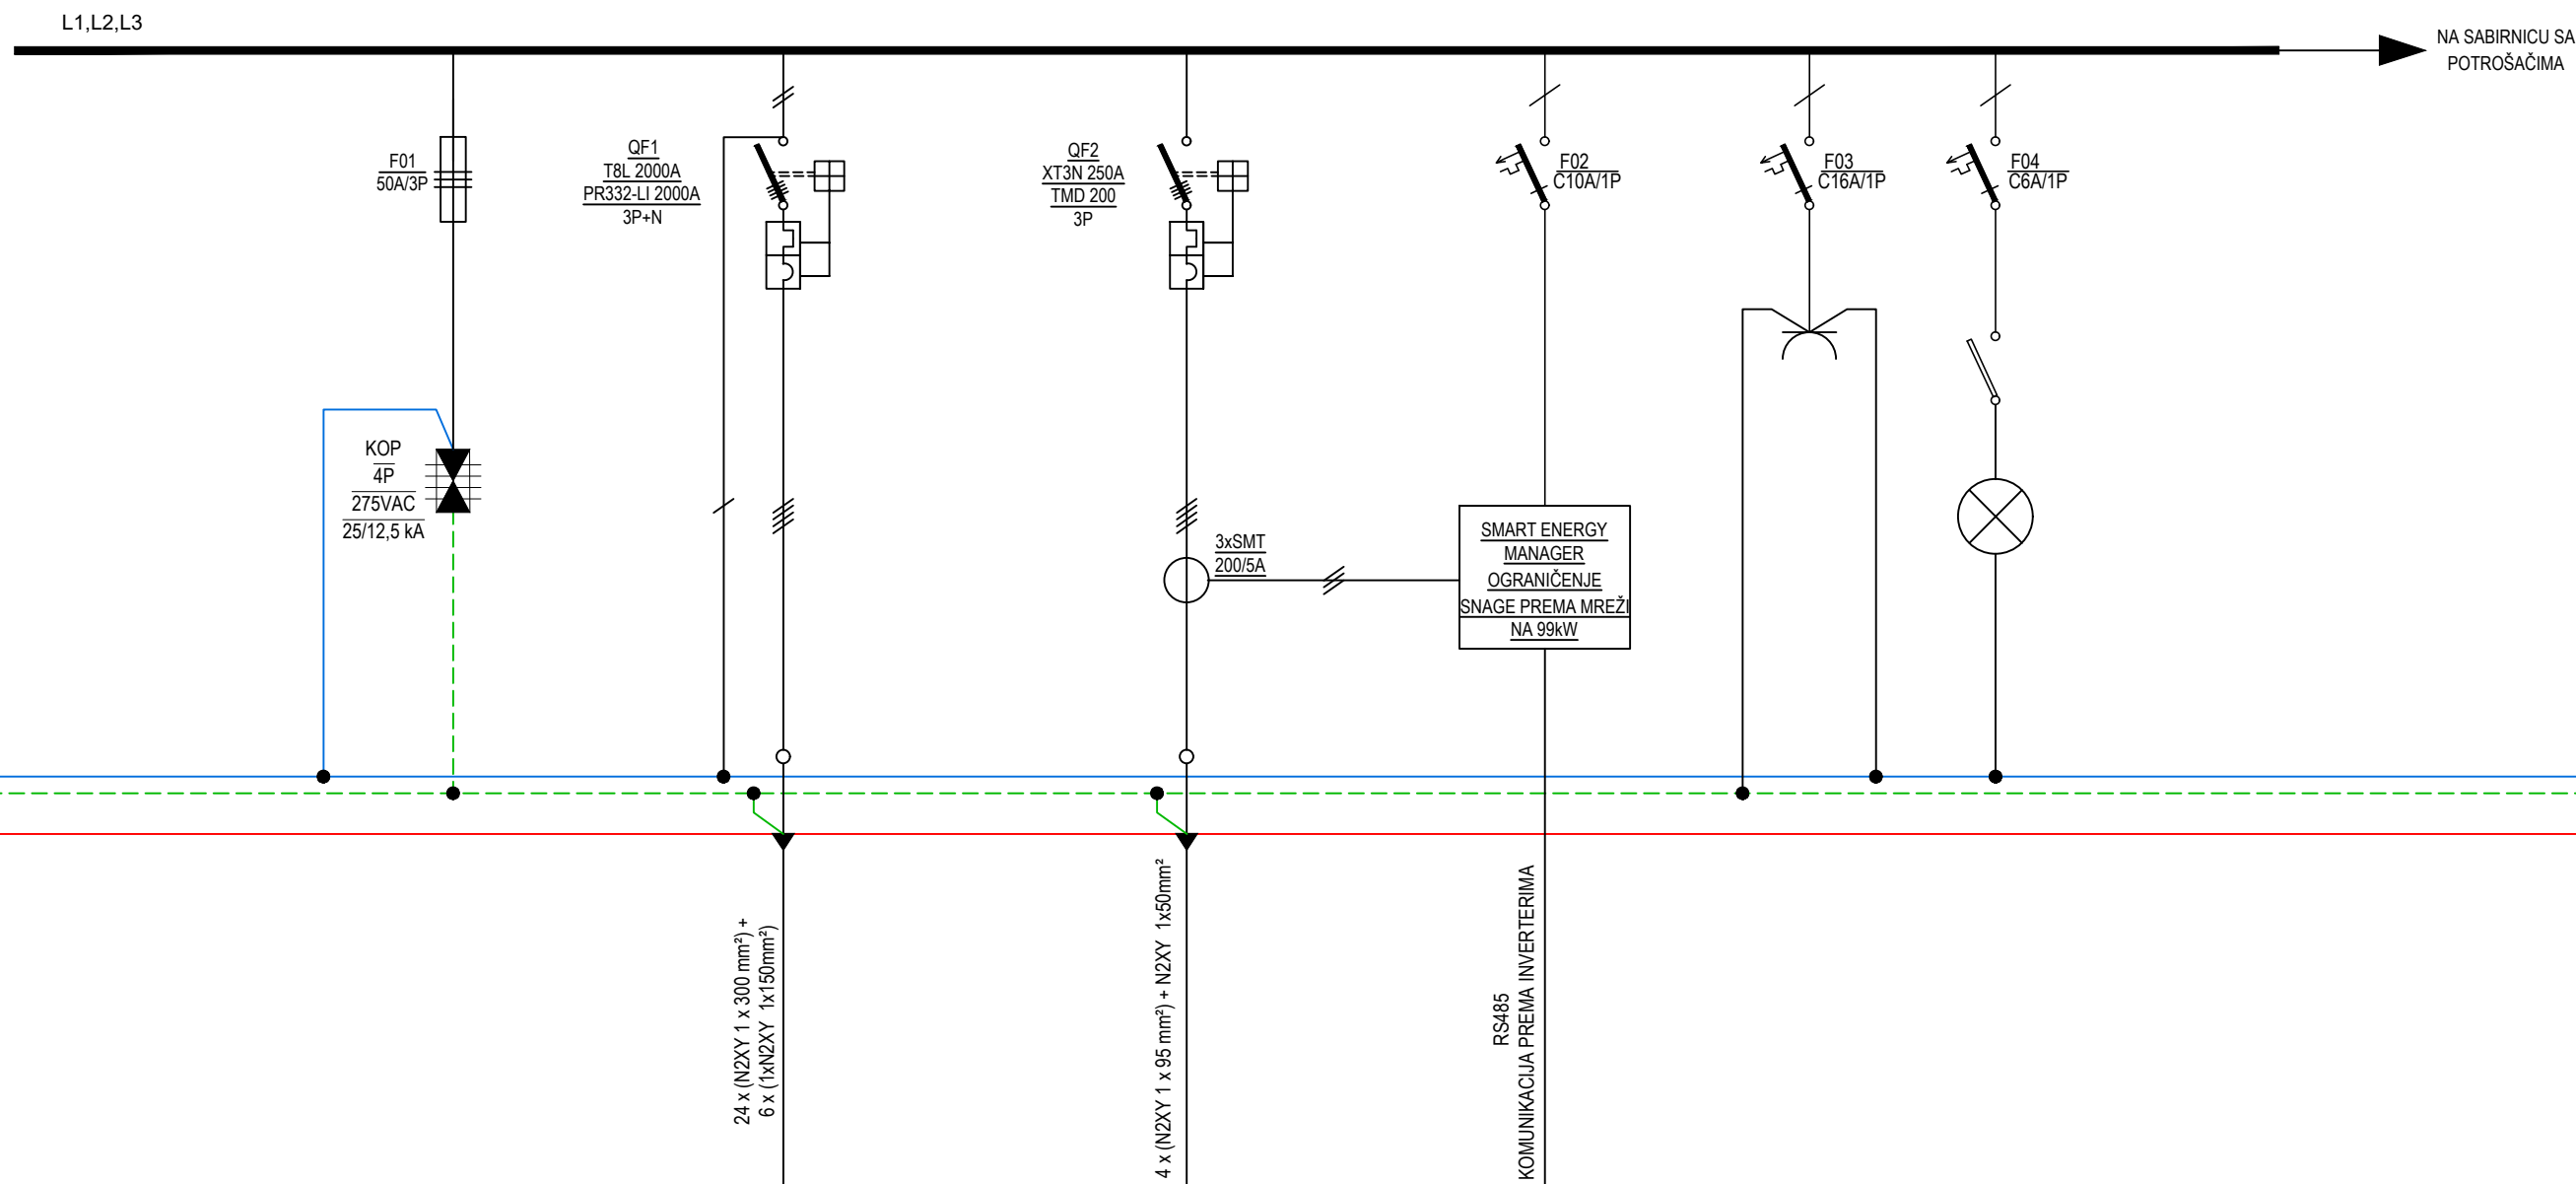 L1,L2,L3
NA SABIRNICU SA
POTROŠAČIMA
F01
50A/3P
QF1
T8L 2000A
PR332-LI 2000A
3P+N
QF2
XT3N 250A
TMD 200
3P
F02
C10A/1P
F03
C16A/1P
F04
C6A/1P
KOP
4P
275VAC
25/12,5 kA
3xSMT
200/5A
SMART ENERGY
MANAGER
OGRANIČENJE
SNAGE PREMA MREŽI
NA 99kW
24 x (N2XY 1 x 300 mm²) +
6 x (1xN2XY 1x150mm²)
4 x (N2XY 1 x 95 mm²) + N2XY 1x50mm²
RS485
KOMUNIKACIJA PREMA INVERTERIMA